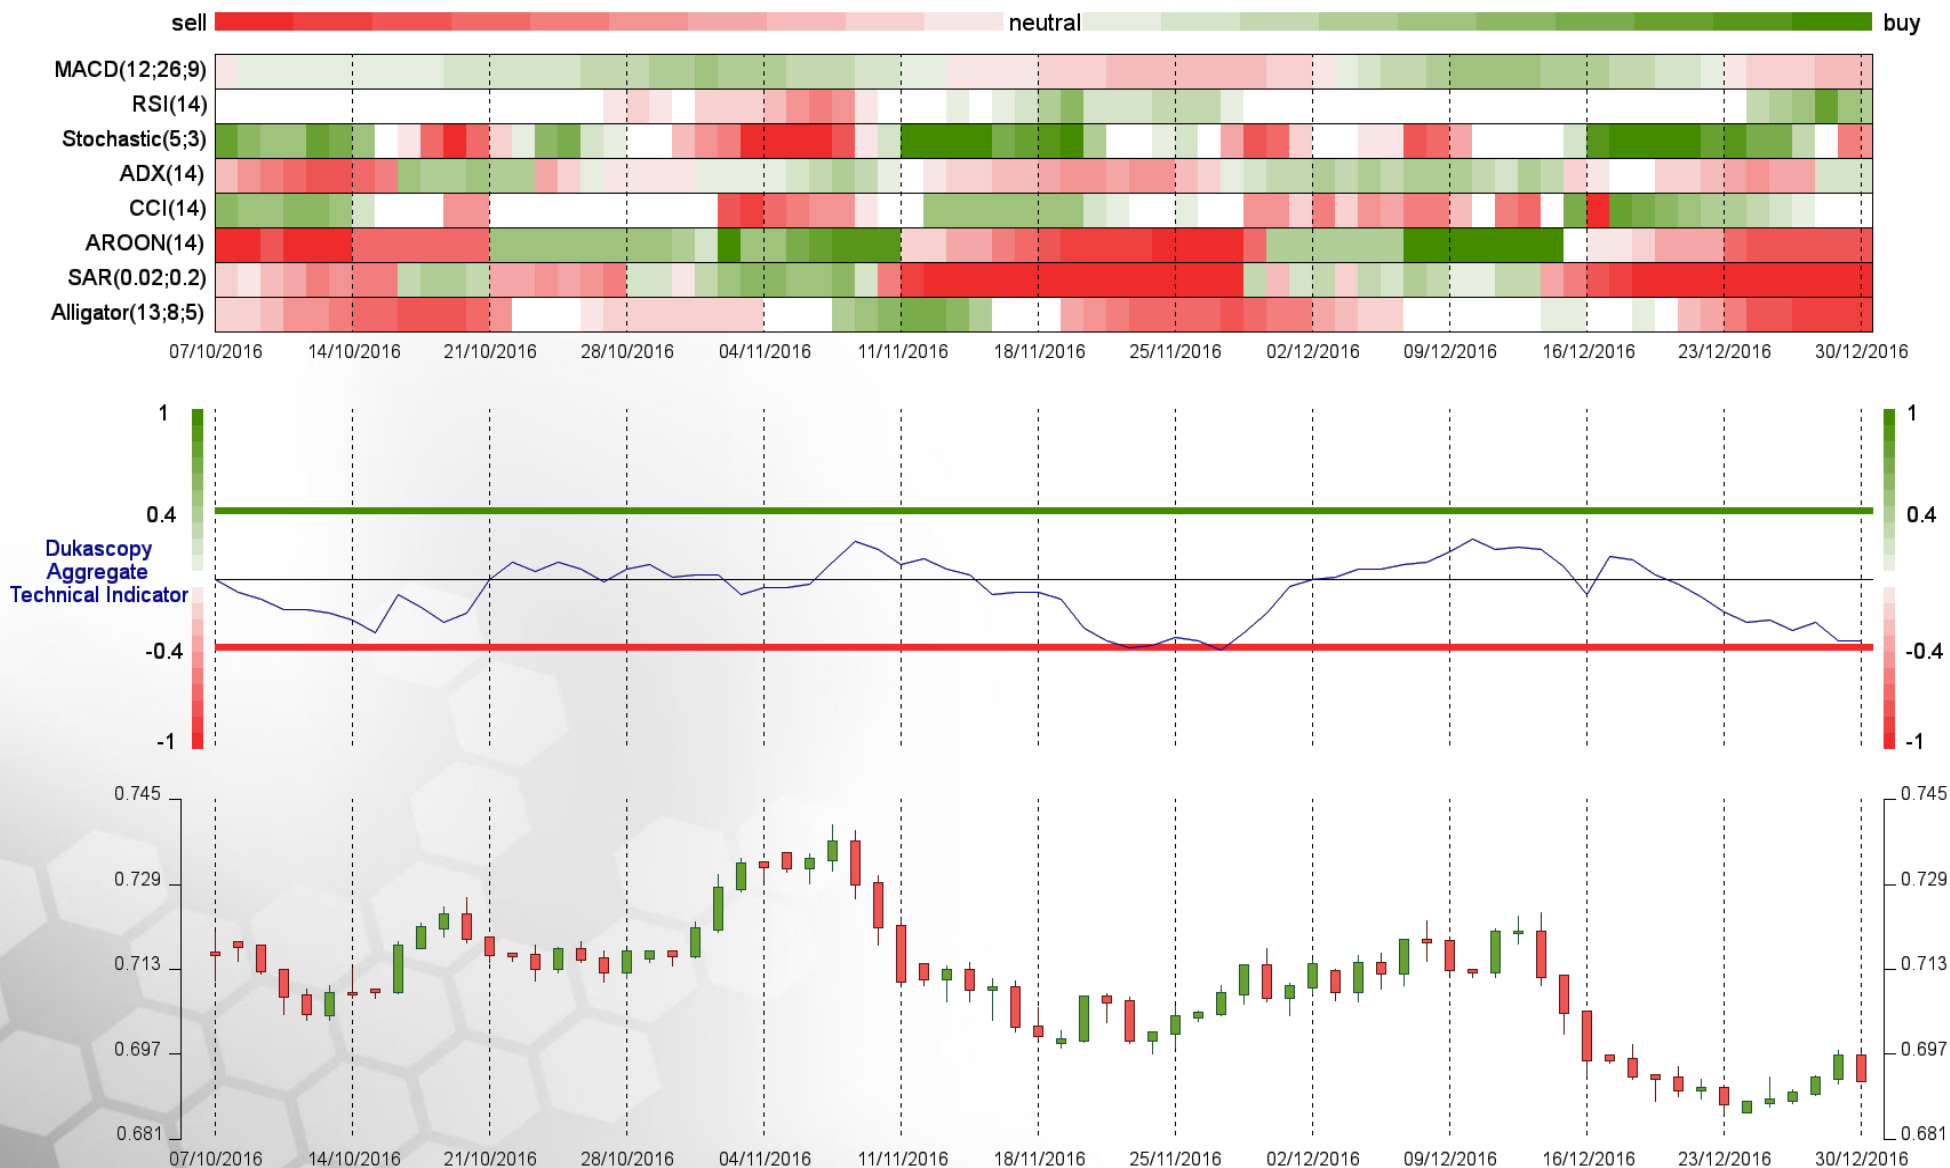 sell neutral buy
MACD(12;26;9)
RSI(14)
Stochastic(5;3)
ADX(14)
CCI(14)
AROON(14)
SAR(0.02;0.2)
Alligator(13;8;5)
07/10/2016 14/10/2016 21/10/2016 28/10/2016 04/11/2016 11/11/2016 18/11/2016 25/11/2016 02/12/2016 09/12/2016 16/12/2016 23/12/2016 30/12/2016
1 1
0.4 0.4
Dukascopy
Aggregate
Technical Indicator
-0.4 -0.4
-1 -1
0.745 0.745
0.729 0.729
0.713 0.713
0.697 0.697
0.681 0.681
07/10/2016 14/10/2016 21/10/2016 28/10/2016 04/11/2016 11/11/2016 18/11/2016 25/11/2016 02/12/2016 09/12/2016 16/12/2016 23/12/2016 30/12/2016